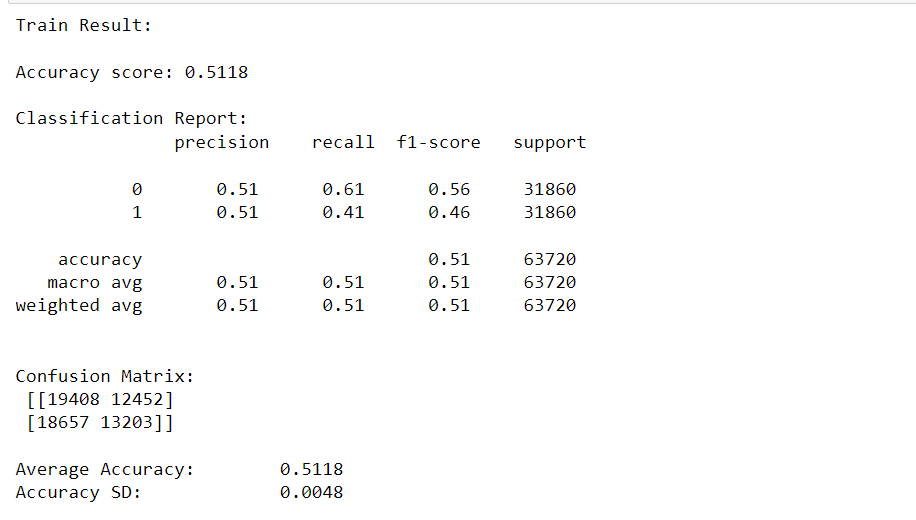 Train Result:
Accuracy score: 0.5118
Classification Report:
precision    recall  f1-score   support
0       0.51      0.61      0.56     31860
1       0.51      0.41      0.46     31860
accuracy                           0.51     63720
macro avg       0.51      0.51      0.51     63720
weighted avg       0.51      0.51      0.51     63720
Confusion Matrix:
[[19408 12452]
[18657 13203]]
Average Accuracy:        0.5118
Accuracy SD:             0.0048